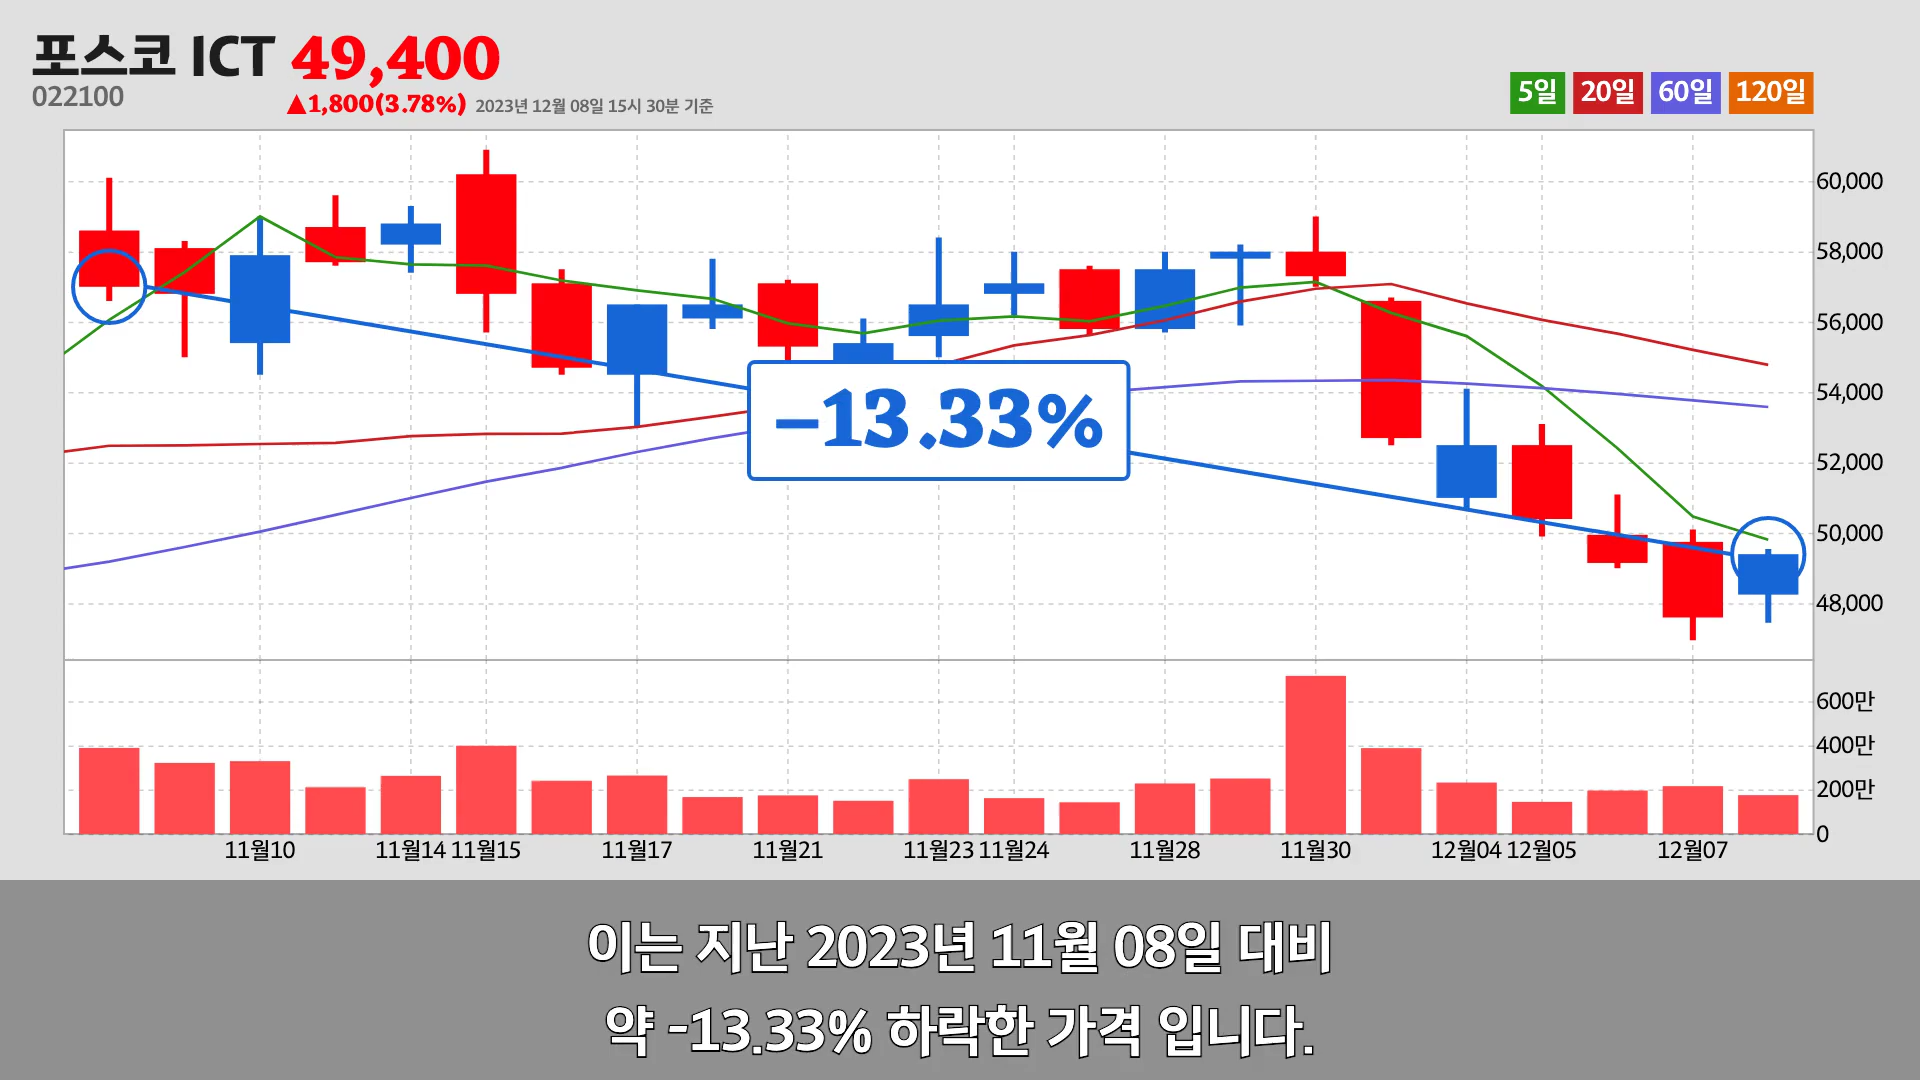 포스코 ICT 49,400
022100
▲1,800(3.78%) 2023년 12월 08일 15시 30분 기준
5일 20일 60일 120일
60,000
58,000
56,000
54,000
52,000
50,000
48,000
-13.33%
600만
400만
200만
0
11월10 11월14 11월15 11월17 11월21 11월23 11월24 11월28 11월30 12월04 12월05 12월07
이는 지난 2023년 11월 08일 대비
약 -13.33% 하락한 가격 입니다.